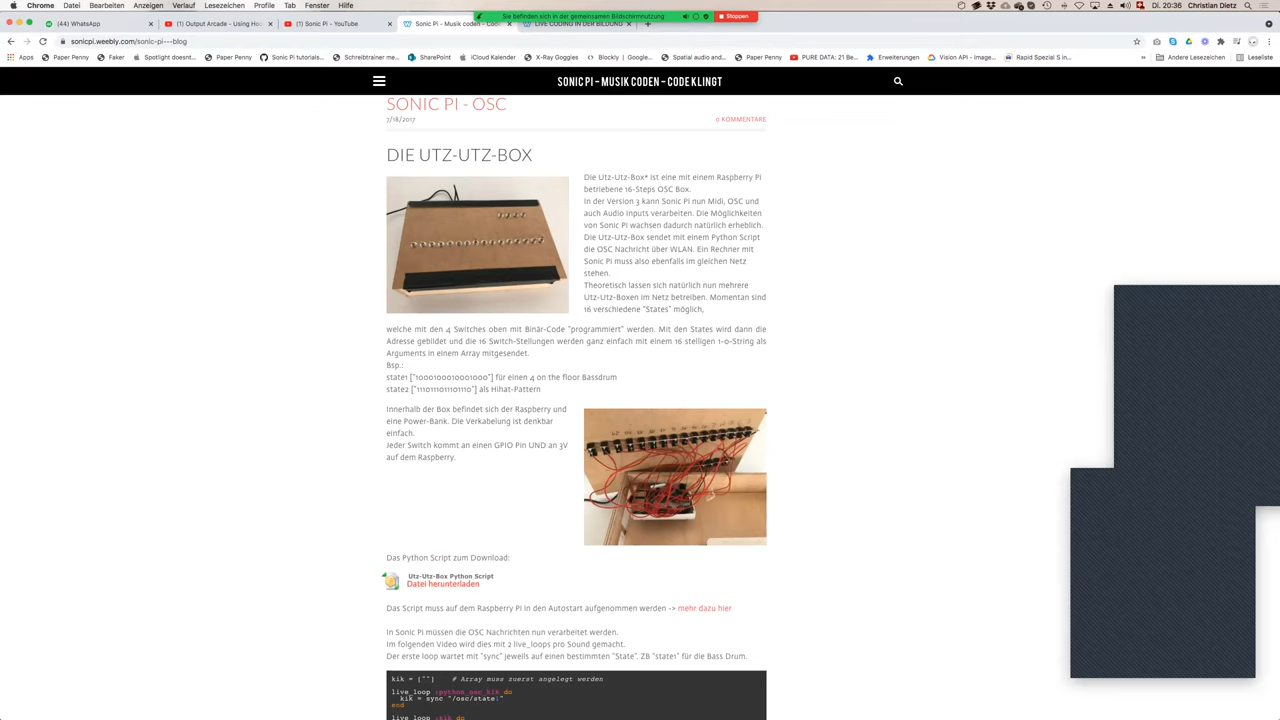 Chrome Datei Bearbeiten Anzeigen Verlauf Lesezeichen Profile Tab Fenster Hilfe
Sie befinden sich in der gemeinsamen Bildschirmnutzung Stoppen
Di. 20:36 Christian Dietz
(44) WhatsApp
(1) Output Arcade - Using Ho
(1) Sonic Pi - YouTube
Sonic Pi - Musik coden - Cod
LIVE CODING IN DER BILDUNG
sonicpi.weebly.com/sonic-pi---blog
Apps Paper Penny Faker Spotlight doesnt... Paper Penny Sonic Pi tutorials... Schreibtrainer me... SharePoint iCloud Kalender X-Ray Goggles Blockly | Google... Spatial audio and... Paper Penny PURE DATA: 21 Be... Erweiterungen Vision API - Image... Rapid Spezial S in... Andere Lesezeichen Leseliste
SONIC PI – MUSIK CODEN – CODE KLINGT
SONIC PI - OSC
7/18/2017
0 KOMMENTARE
DIE UTZ-UTZ-BOX
Die Utz-Utz-Box* ist eine mit einem Raspberry PI
betriebene 16-Steps OSC Box.
In der Version 3 kann Sonic Pi nun Midi, OSC und
auch Audio Inputs verarbeiten. Die Möglichkeiten
von Sonic Pi wachsen dadurch natürlich erheblich.
Die Utz-Utz-Box sendet mit einem Python Script
die OSC Nachricht über WLAN. Ein Rechner mit
Sonic Pi muss also ebenfalls im gleichen Netz
stehen.
Theoretisch lassen sich natürlich nun mehrere
Utz-Utz-Boxen im Netz betreiben. Momentan sind
16 verschiedene "States" möglich,
welche mit den 4 Switches oben mit Binär-Code "programmiert" werden. Mit den States wird dann die
Adresse gebildet und die 16 Switch-Stellungen werden ganz einfach mit einem 16 stelligen 1-0-String als
Arguments in einem Array mitgesendet.
Bsp.:
state1 ["1000100010001000"] für einen 4 on the floor Bassdrum
state2 ["1110111011101110"] als Hihat-Pattern
Innerhalb der Box befindet sich der Raspberry und
eine Power-Bank. Die Verkabelung ist denkbar
einfach.
Jeder Switch kommt an einen GPIO Pin UND an 3V
auf dem Raspberry.
Das Python Script zum Download:
Utz-Utz-Box Python Script
Datei herunterladen
Das Script muss auf dem Raspberry Pi in den Autostart aufgenommen werden -> mehr dazu hier
In Sonic Pi müssen die OSC Nachrichten nun verarbeitet werden.
Im folgenden Video wird dies mit 2 live_loops pro Sound gemacht.
Der erste loop wartet mit "sync" jeweils auf einen bestimmten "State". ZB "state1" für die Bass Drum.
kik = [""] # Array muss zuerst angelegt werden
live_loop :python_osr_kik do
kik = sync "/osc/state1"
end
live_loop :kik do